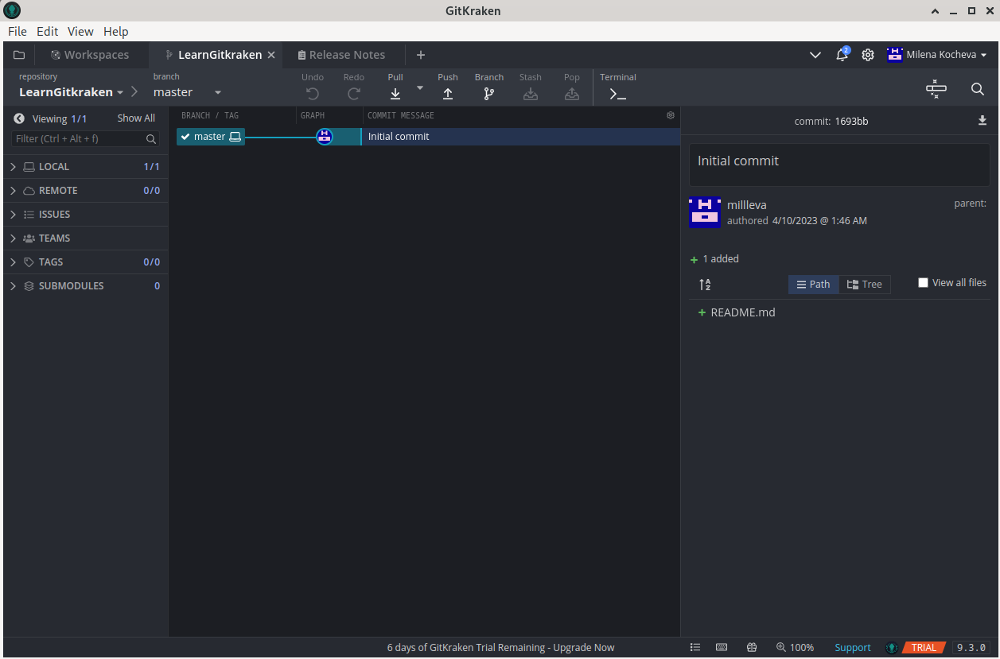 GitKraken
File Edit View Help
Workspaces LearnGitkraken Release Notes 2 Milena Kocheva
repository branch Undo Redo Pull Push Branch Stash Pop Terminal
LearnGitkraken master
Viewing 1/1 Show All BRANCH / TAG GRAPH COMMIT MESSAGE commit: 1693bb
Filter (Ctrl + Alt + f) master Initial commit
LOCAL 1/1 Initial commit
REMOTE 0/0
ISSUES millleva parent:
authored 4/10/2023 @ 1:46 AM
TEAMS
TAGS 0/0 1 added
SUBMODULES 0 Path Tree View all files
README.md
6 days of GitKraken Trial Remaining - Upgrade Now 100% Support TRIAL 9.3.0